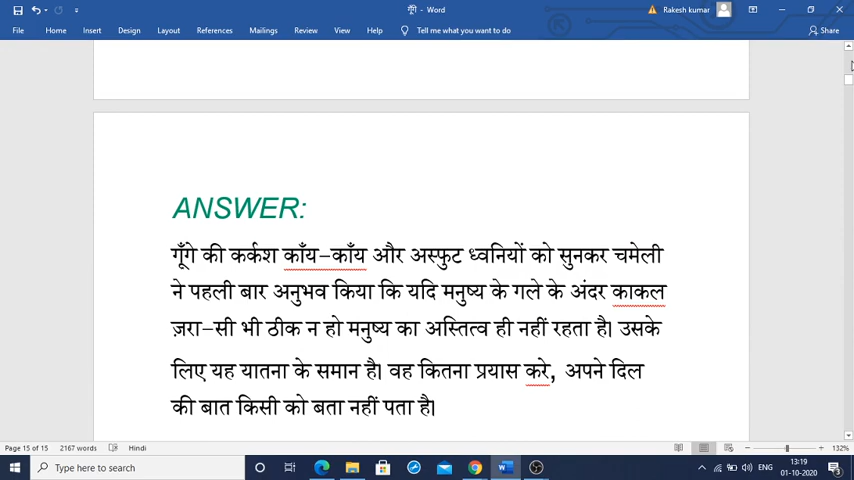 गूँगे - Word
Rakesh kumar
File Home Insert Design Layout References Mailings Review View Help Tell me what you want to do Share
ANSWER:
गूँगे की कर्कश काँय-काँय और अस्फुट ध्वनियों को सुनकर चमेली
ने पहली बार अनुभव किया कि यदि मनुष्य के गले के अंदर काकल
ज़रा-सी भी ठीक न हो मनुष्य का अस्तित्व ही नहीं रहता है। उसके
लिए यह यातना के समान है। वह कितना प्रयास करे, अपने दिल
की बात किसी को बता नहीं पता है।
Page 15 of 15 2167 words Hindi 132%
Type here to search ENG 13:19
01-10-2020